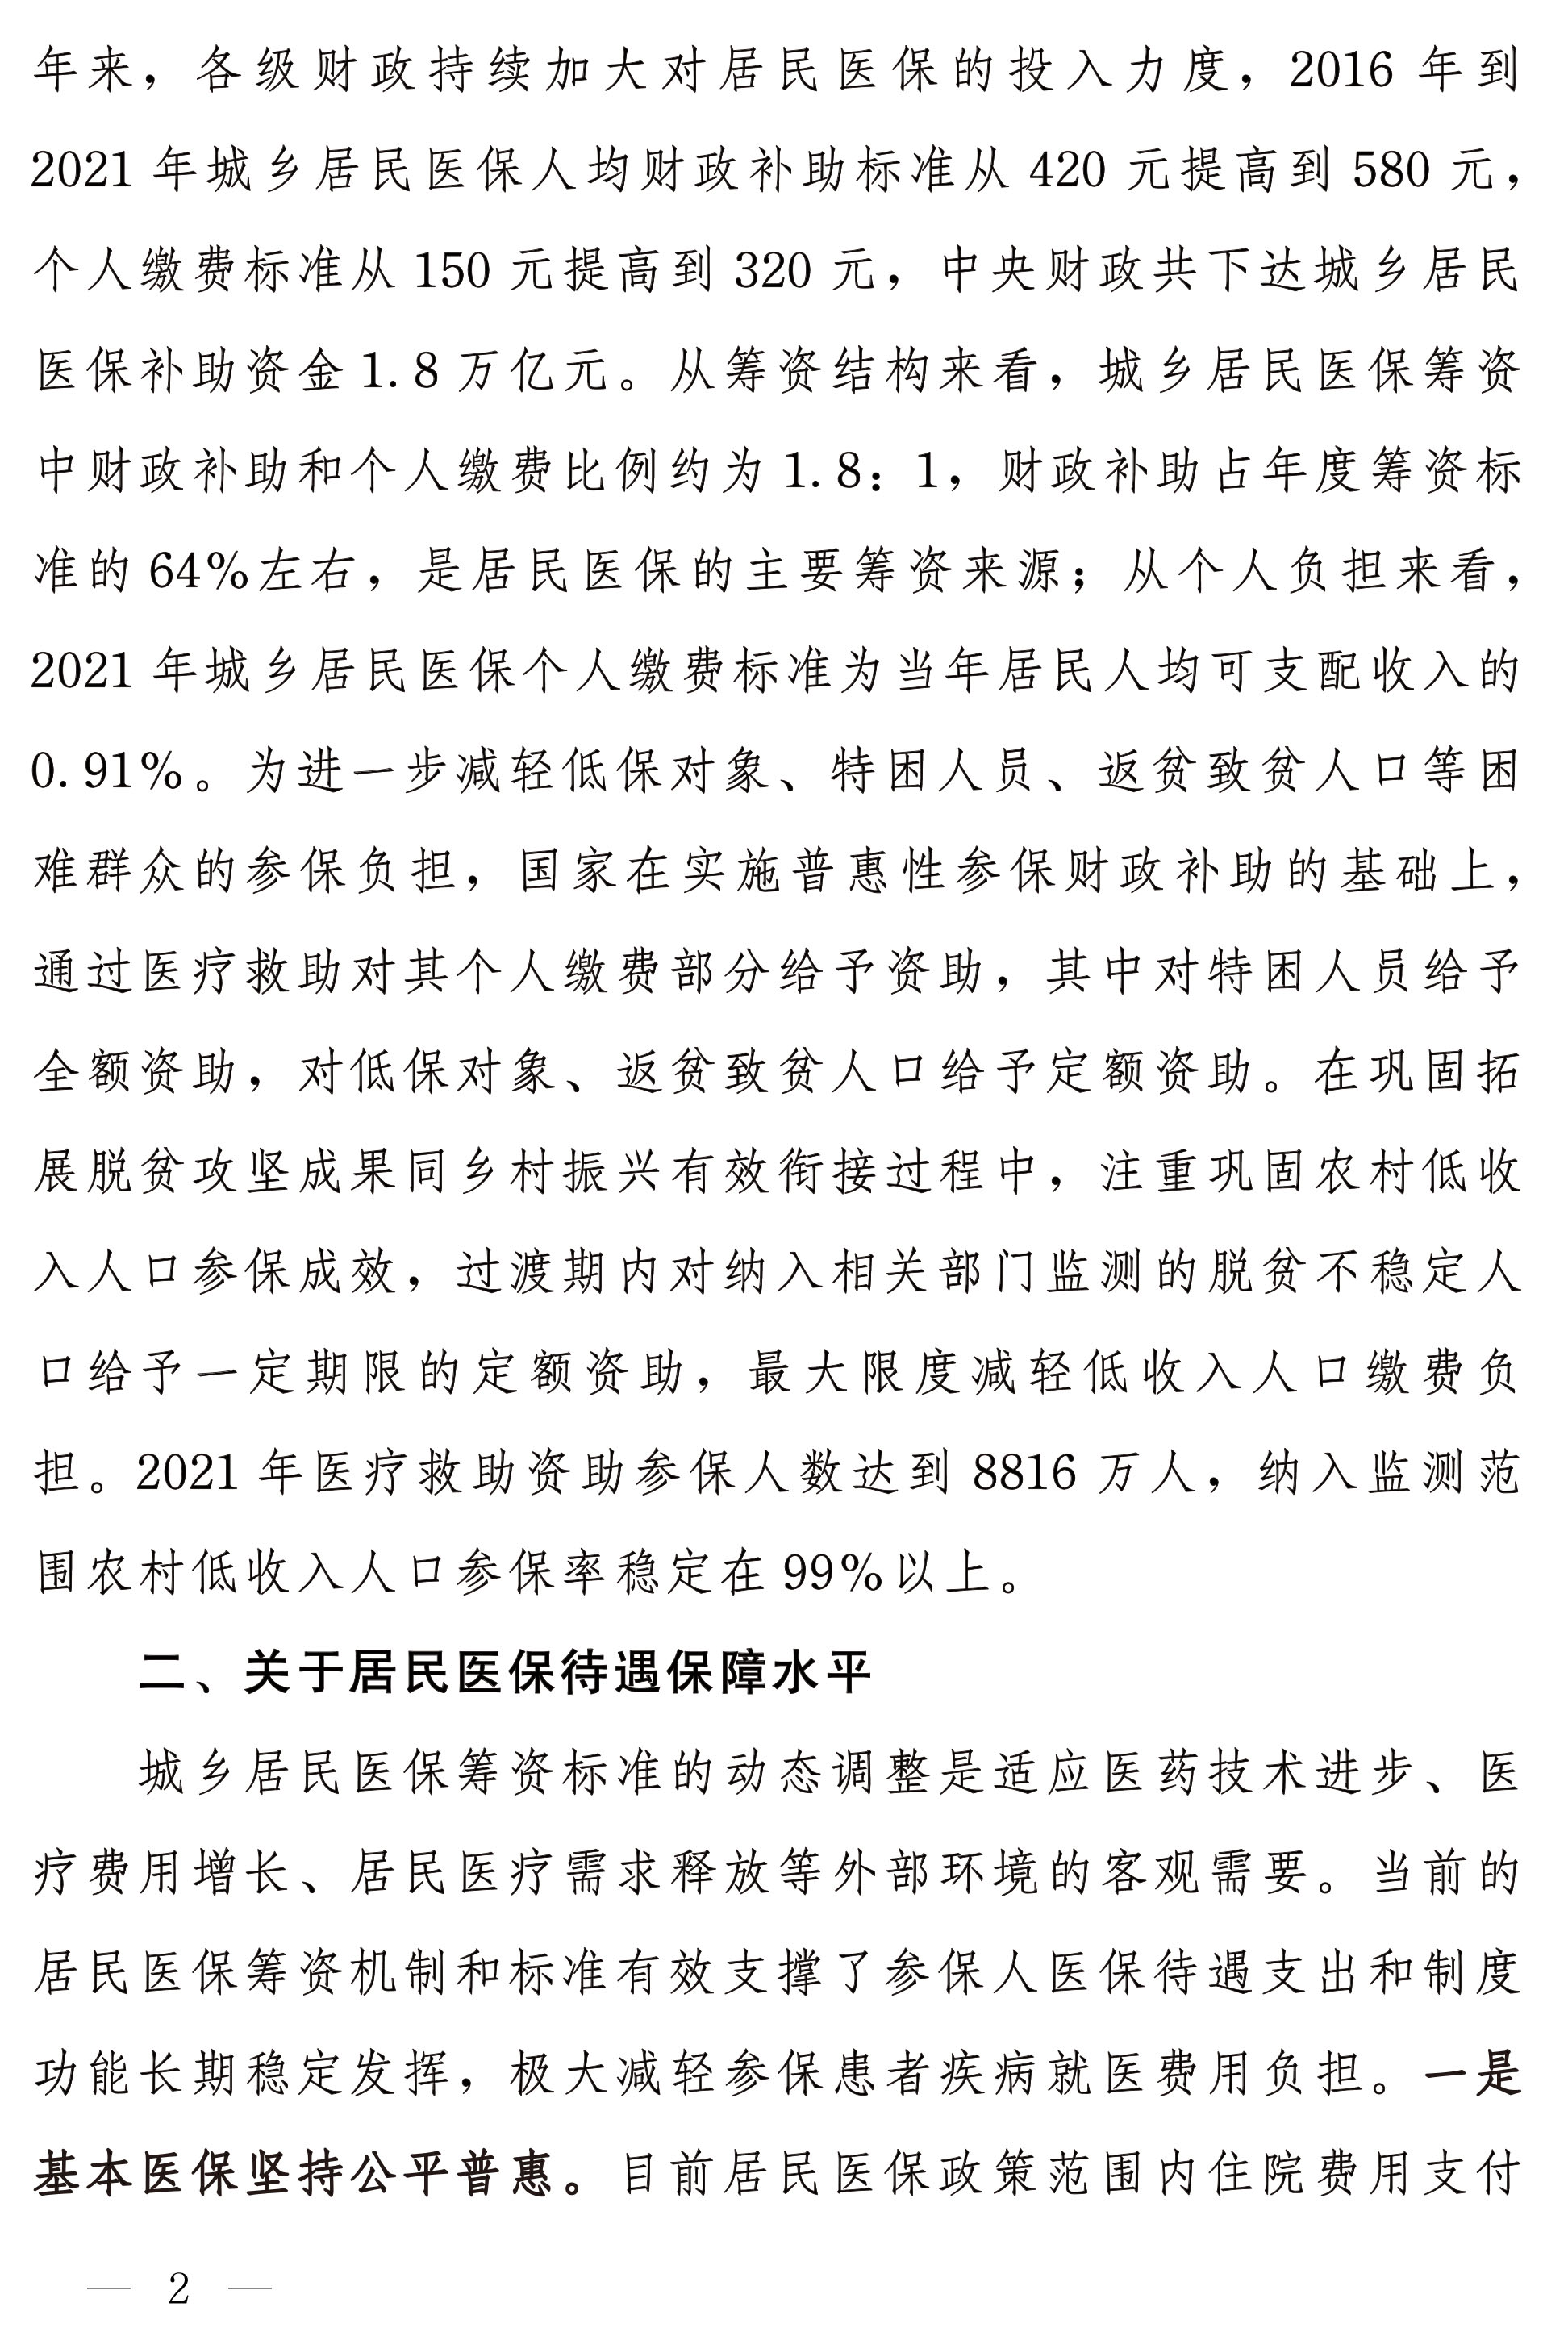 年来，各级财政持续加大对居民医保的投入力度，2016 年到
2021 年城乡居民医保人均财政补助标准从 420 元提高到 580 元，
个人缴费标准从 150 元提高到 320 元，中央财政共下达城乡居民
医保补助资金 1.8 万亿元。从筹资结构来看，城乡居民医保筹资
中财政补助和个人缴费比例约为 1.8：1，财政补助占年度筹资标
准的 64%左右，是居民医保的主要筹资来源；从个人负担来看，
2021 年城乡居民医保个人缴费标准为当年居民人均可支配收入的
0.91%。为进一步减轻低保对象、特困人员、返贫致贫人口等困
难群众的参保负担，国家在实施普惠性参保财政补助的基础上，
通过医疗救助对其个人缴费部分给予资助，其中对特困人员给予
全额资助，对低保对象、返贫致贫人口给予定额资助。在巩固拓
展脱贫攻坚成果同乡村振兴有效衔接过程中，注重巩固农村低收
入人口参保成效，过渡期内对纳入相关部门监测的脱贫不稳定人
口给予一定期限的定额资助，最大限度减轻低收入人口缴费负
担。2021 年医疗救助资助参保人数达到 8816 万人，纳入监测范
围农村低收入人口参保率稳定在 99%以上。
二、关于居民医保待遇保障水平
城乡居民医保筹资标准的动态调整是适应医药技术进步、医
疗费用增长、居民医疗需求释放等外部环境的客观需要。当前的
居民医保筹资机制和标准有效支撑了参保人医保待遇支出和制度
功能长期稳定发挥，极大减轻参保患者疾病就医费用负担。一是
基本医保坚持公平普惠。目前居民医保政策范围内住院费用支付
— 2 —